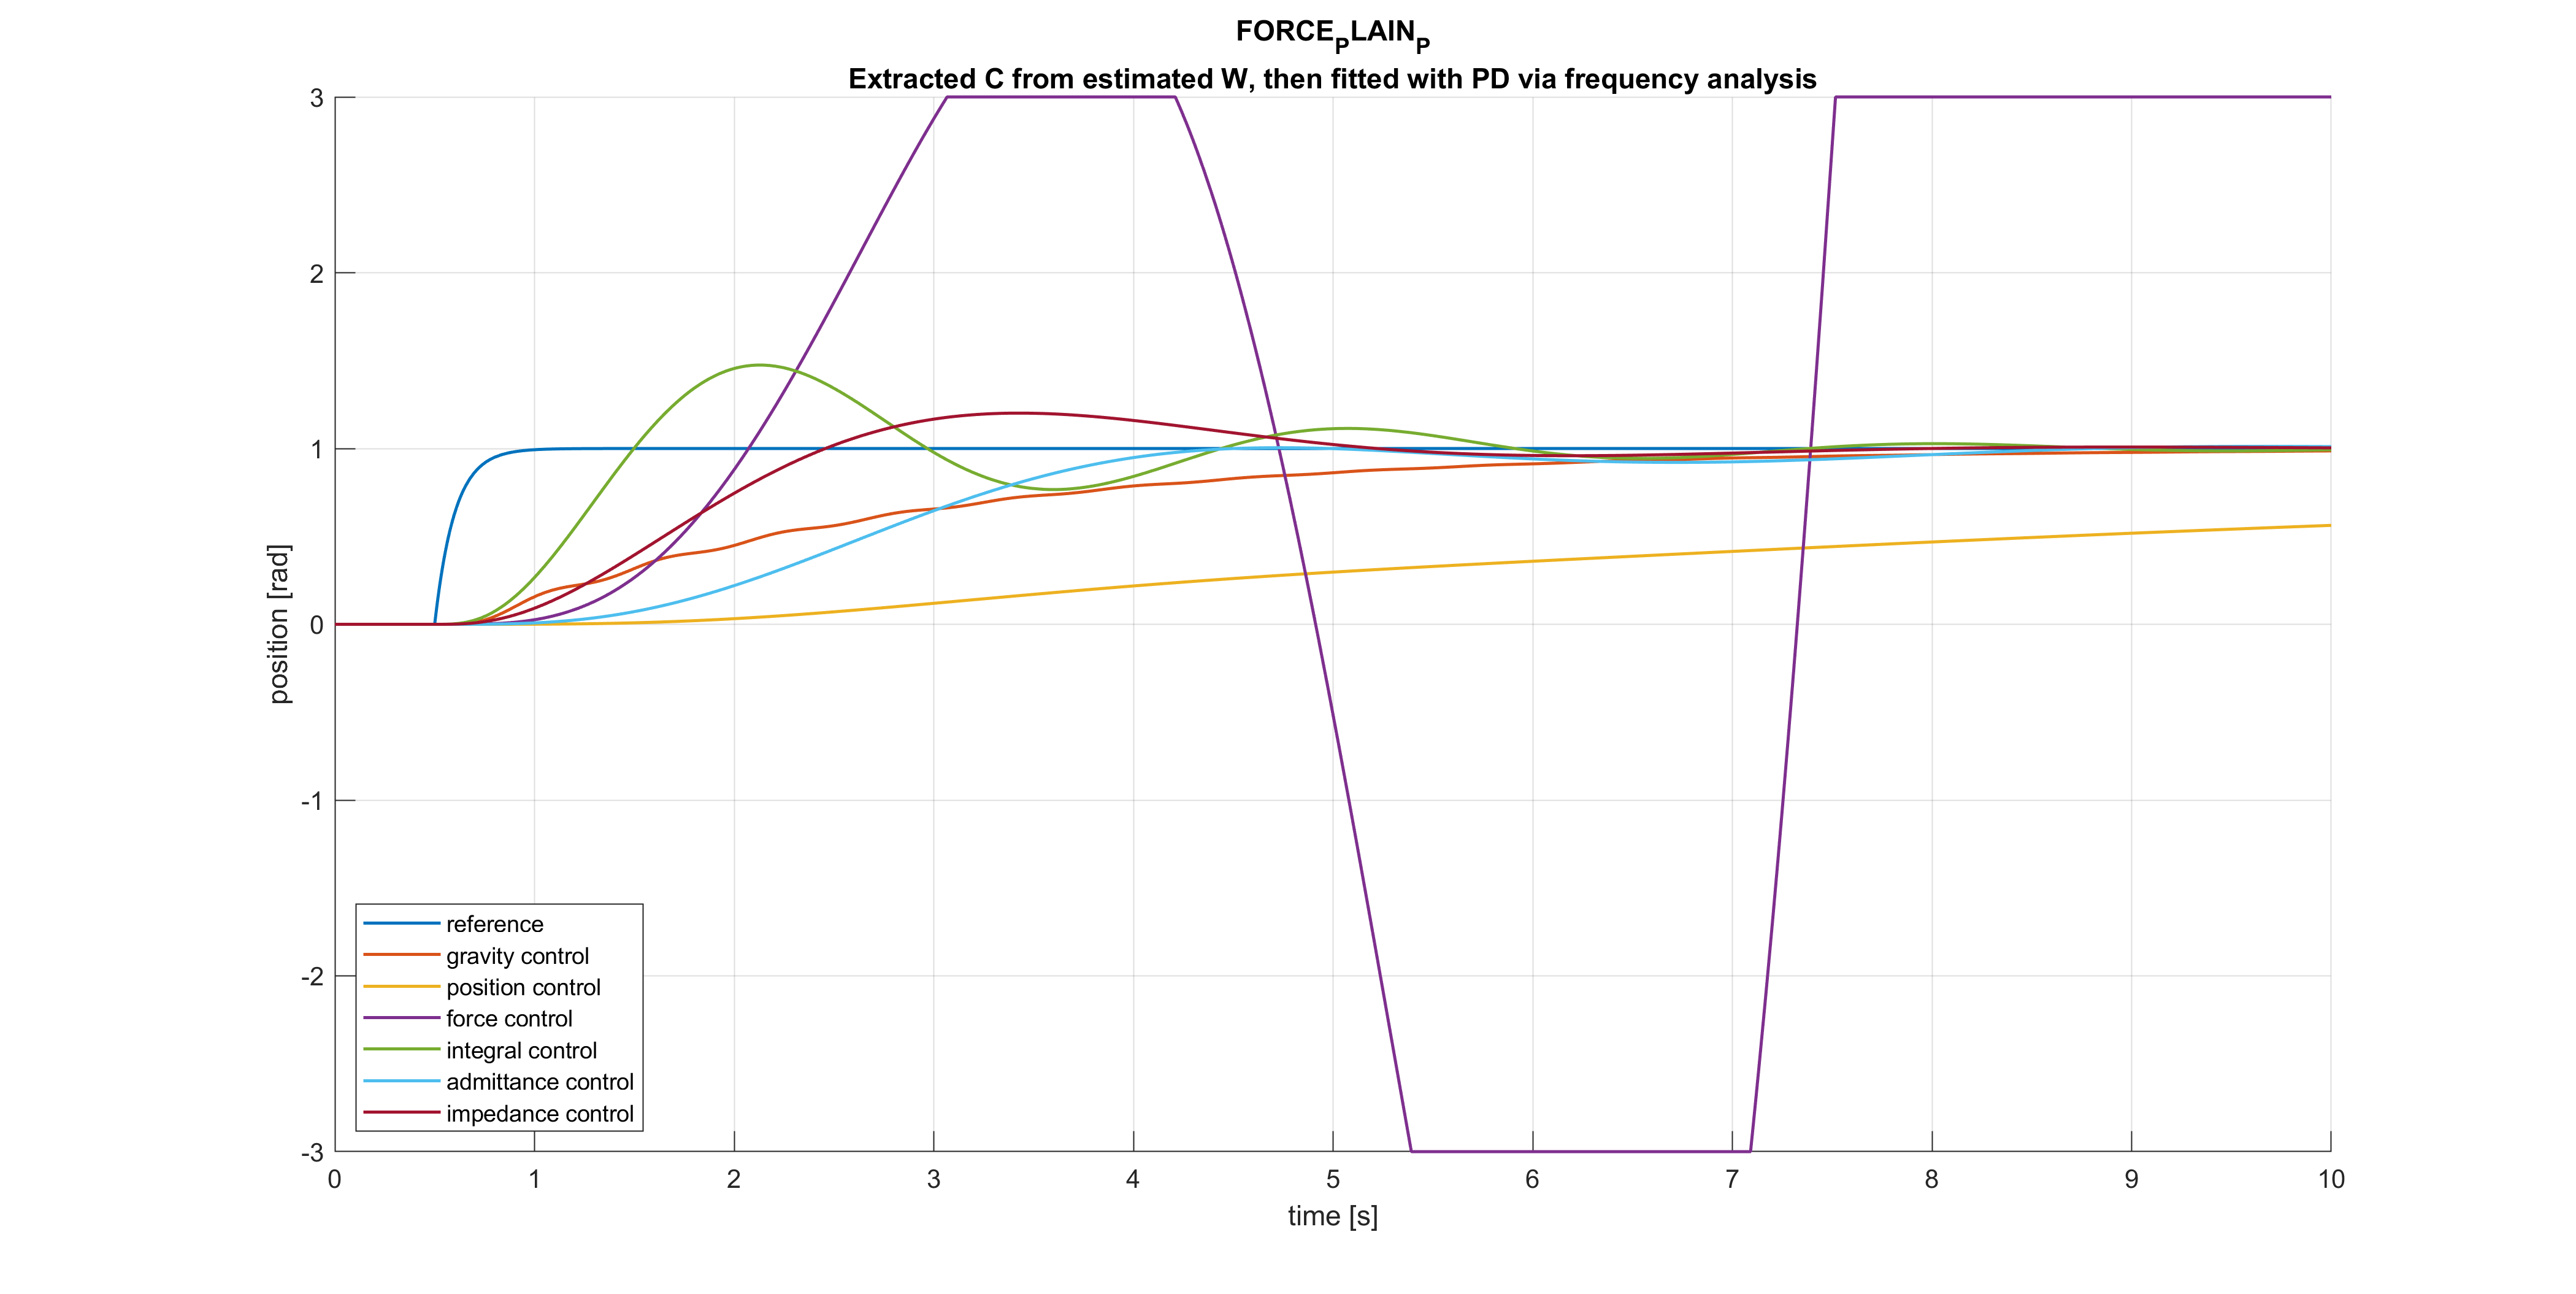 FORCEPLAINP
Extracted C from estimated W, then fitted with PD via frequency analysis
3
2
1
0
-1
-2
-3
position [rad]
reference
gravity control
position control
force control
integral control
admittance control
impedance control
0 1 2 3 4 5 6 7 8 9 10
time [s]